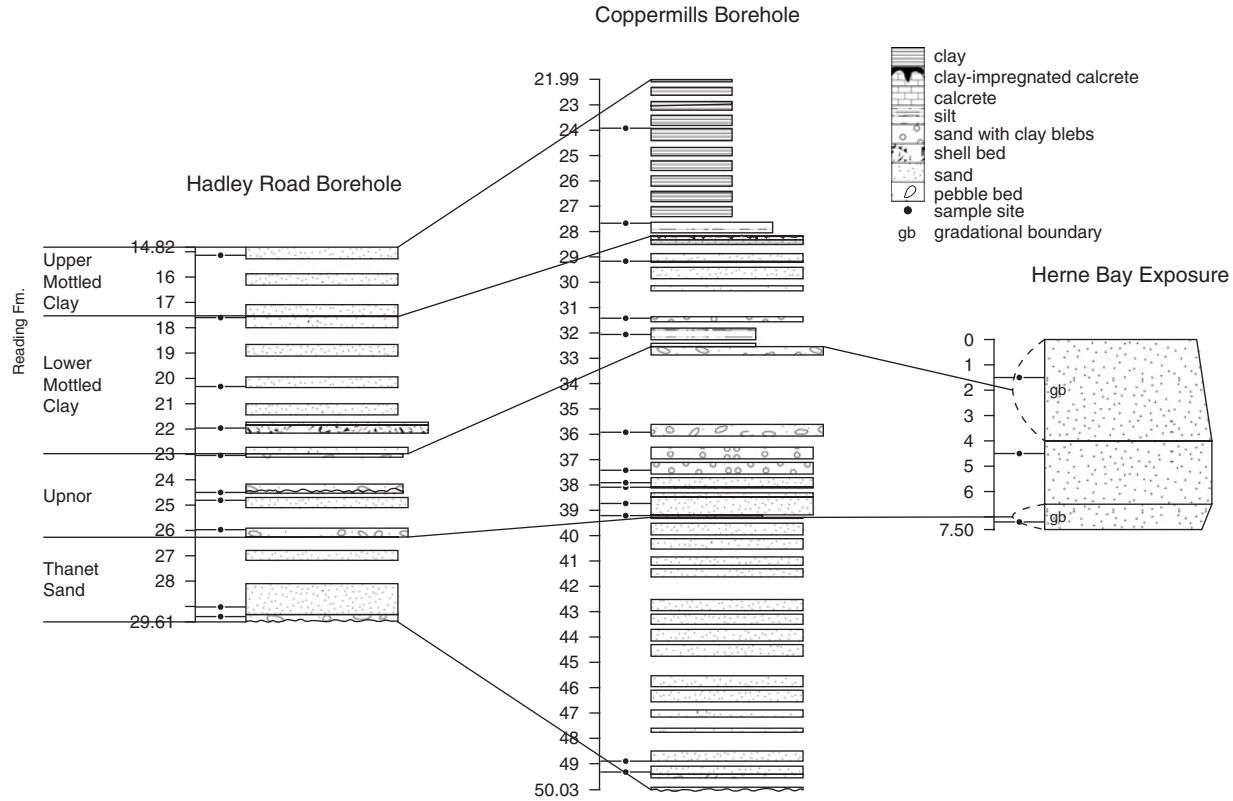 Coppermills Borehole
clay
clay-impregnated calcrete
calcrete
silt
sand with clay blebs
shell bed
sand
pebble bed
sample site
gb gradational boundary
Hadley Road Borehole
Herne Bay Exposure
Reading Fm.
Upper
Mottled
Clay
Lower
Mottled
Clay
Upnor
Thanet
Sand
14.82
16
17
18
19
20
21
22
23
24
25
26
27
28
29.61
21.99
23
24
25
26
27
28
29
30
31
32
33
34
35
36
37
38
39
40
41
42
43
44
45
46
47
48
49
50.03
0
1
2
3
4
5
6
7.50
gb
gb